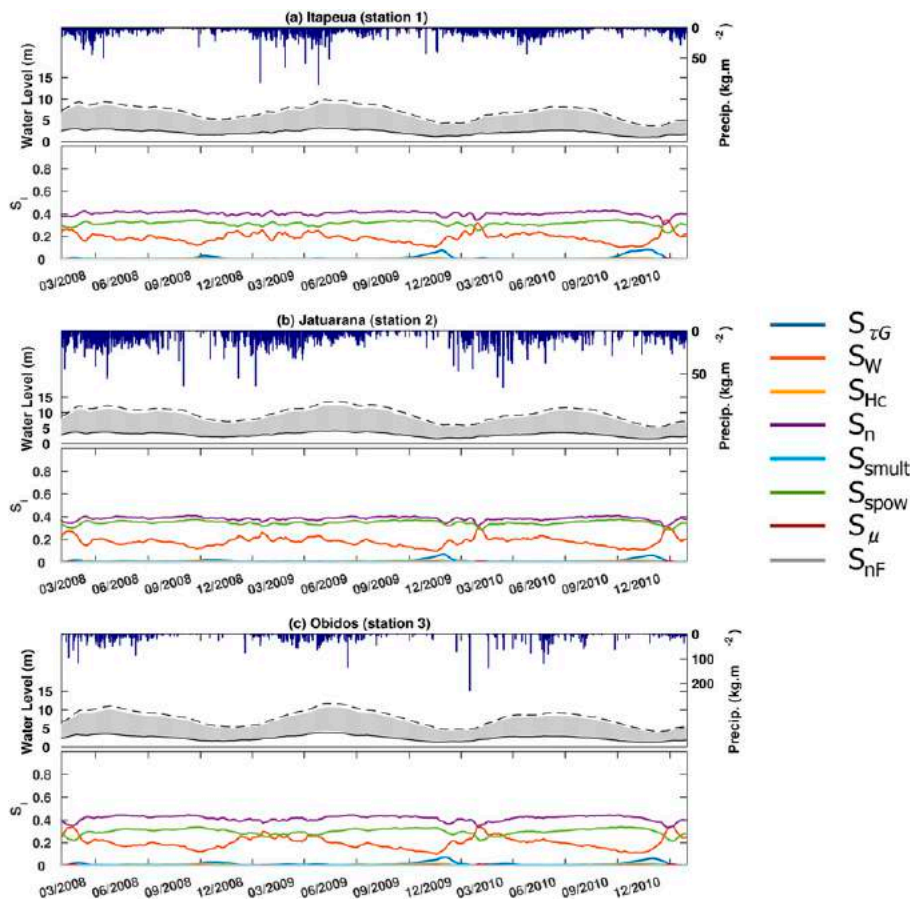 (a) Itapeua (station 1)
Water Level (m)
15
10
5
0
0
50
Precip. (kg.m⁻²)
S_i
0.8
0.6
0.4
0.2
0
03/2008 06/2008 09/2008 12/2008 03/2009 06/2009 09/2009 12/2009 03/2010 06/2010 09/2010 12/2010
(b) Jatuarana (station 2)
Water Level (m)
15
10
5
0
0
50
Precip. (kg.m⁻²)
S_i
0.8
0.6
0.4
0.2
0
03/2008 06/2008 09/2008 12/2008 03/2009 06/2009 09/2009 12/2009 03/2010 06/2010 09/2010 12/2010
(c) Obidos (station 3)
Water Level (m)
15
10
5
0
0
100
200
Precip. (kg.m⁻²)
S_i
0.8
0.6
0.4
0.2
0
03/2008 06/2008 09/2008 12/2008 03/2009 06/2009 09/2009 12/2009 03/2010 06/2010 09/2010 12/2010
S_τG
S_W
S_Hc
S_n
S_smult
S_spow
S_μ
S_nF